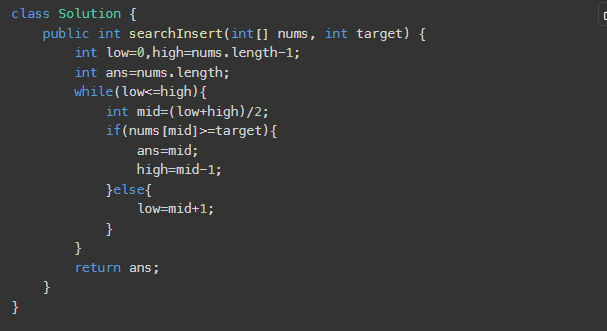 class Solution {
    public int searchInsert(int[] nums, int target) {
        int low=0,high=nums.length-1;
        int ans=nums.length;
        while(low<=high){
            int mid=(low+high)/2;
            if(nums[mid]>=target){
                ans=mid;
                high=mid-1;
            }else{
                low=mid+1;
            }
        }
        return ans;
    }
}